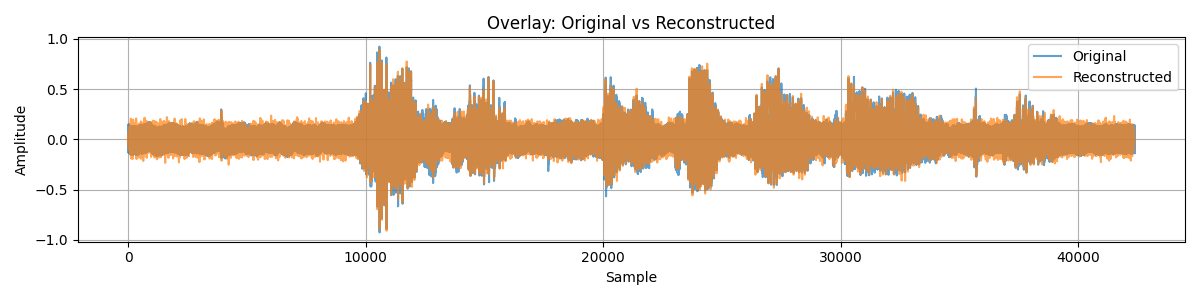 Overlay: Original vs Reconstructed
1.0
0.5
0.0
−0.5
−1.0
Amplitude
Original
Reconstructed
0
10000
20000
30000
40000
Sample